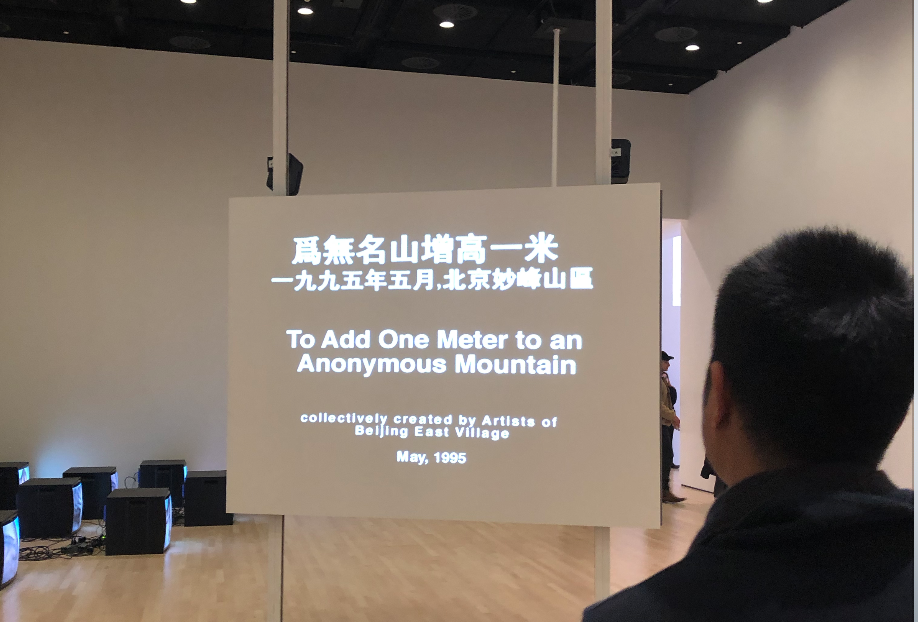 爲無名山增高一米
一九九五年五月,北京妙峰山區
To Add One Meter to an
Anonymous Mountain
collectively created by Artists of
Beijing East Village
May, 1995